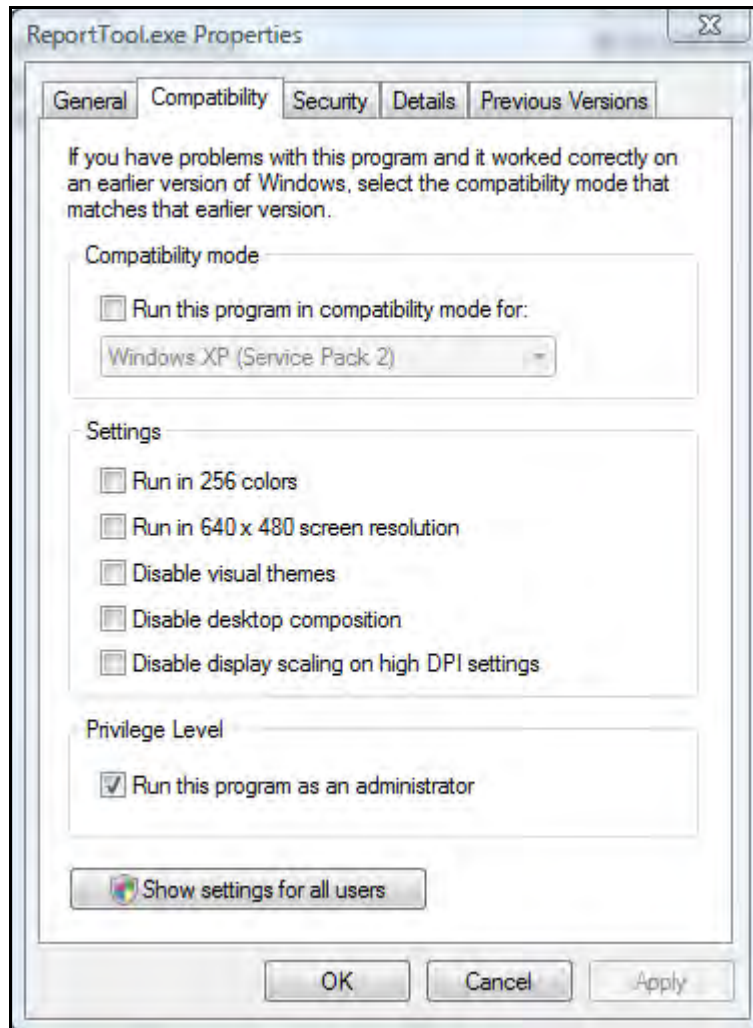 ReportTool.exe Properties
General Compatibility Security Details Previous Versions
If you have problems with this program and it worked correctly on
an earlier version of Windows, select the compatibility mode that
matches that earlier version.
Compatibility mode
Run this program in compatibility mode for:
Windows XP (Service Pack 2)
Settings
Run in 256 colors
Run in 640 x 480 screen resolution
Disable visual themes
Disable desktop composition
Disable display scaling on high DPI settings
Privilege Level
Run this program as an administrator
Show settings for all users
OK Cancel Apply